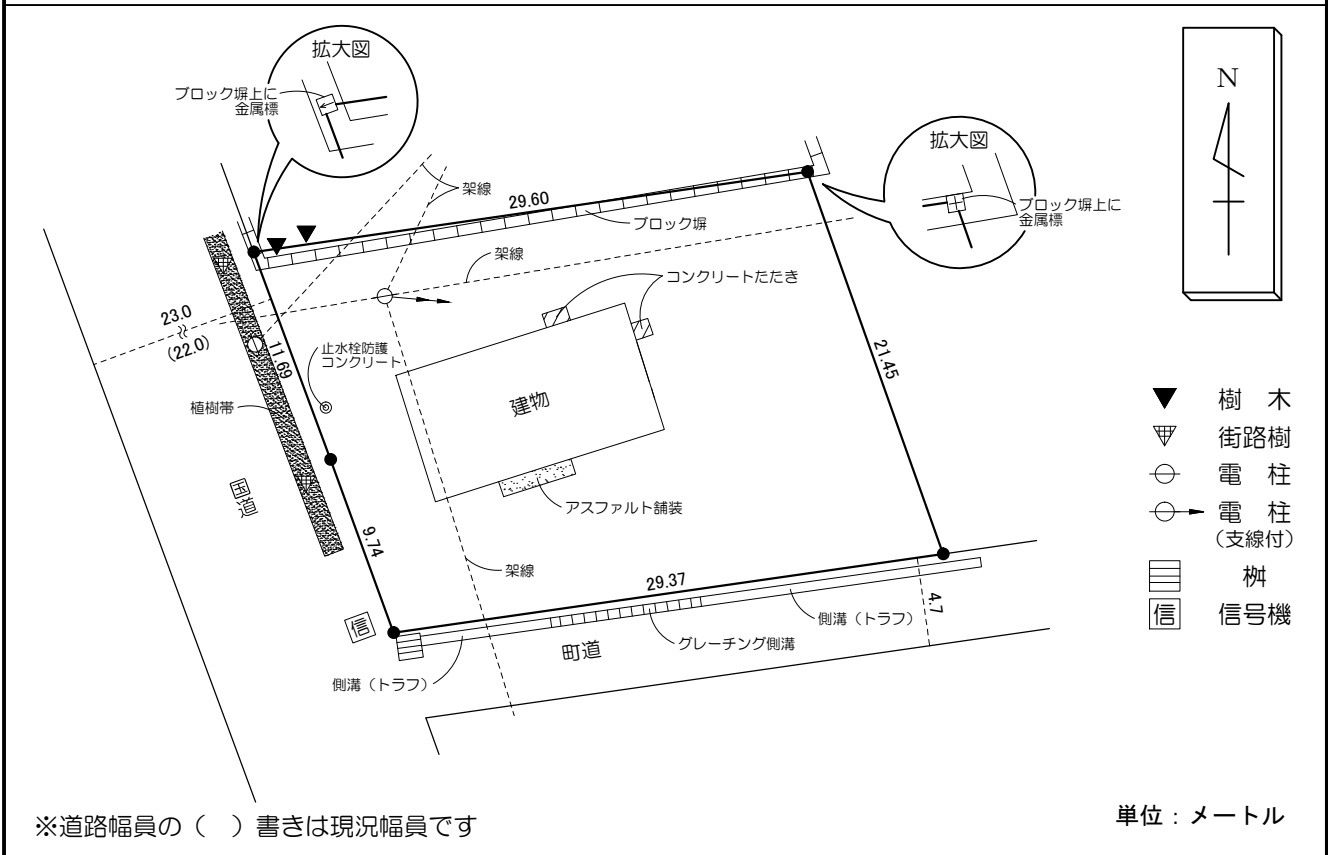 拡大図
ブロック塀上に
金属標
架線
29.60
ブロック塀
拡大図
ブロック塀上に
金属標
N
架線
コンクリートたたき
23.0
(22.0)
11.69
止水栓防護
コンクリート
植樹帯
建物
21.45
国道
アスファルト舗装
9.74
架線
29.37
信
側溝（トラフ）
町道
グレーチング側溝
側溝（トラフ）
4.7
樹　木
街路樹
電　柱
電　柱
（支線付）
桝
信 信号機
※道路幅員の（　）書きは現況幅員です
単位：メートル